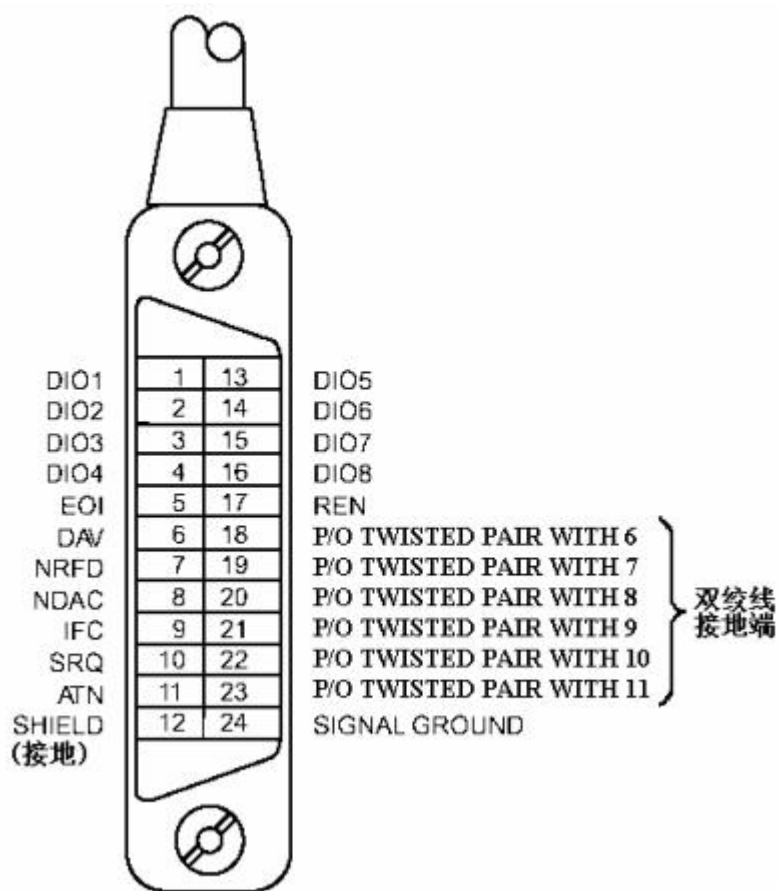 DIO1 1 13 DIO5
DIO2 2 14 DIO6
DIO3 3 15 DIO7
DIO4 4 16 DIO8
EOI 5 17 REN
DAV 6 18 P/O TWISTED PAIR WITH 6
NRFD 7 19 P/O TWISTED PAIR WITH 7
NDAC 8 20 P/O TWISTED PAIR WITH 8
IFC 9 21 P/O TWISTED PAIR WITH 9
SRQ 10 22 P/O TWISTED PAIR WITH 10
ATN 11 23 P/O TWISTED PAIR WITH 11
双绞线
接地端
SHIELD 12 24 SIGNAL GROUND
(接地)